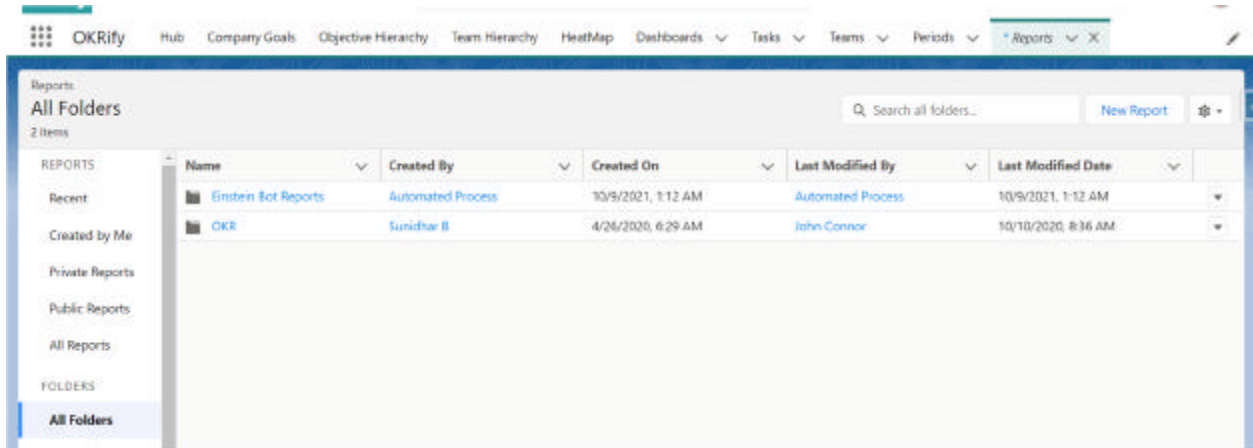 OKRify Hub Company Goals Objective Hierarchy Team Hierarchy HeatMap Dashboards Tasks Teams Periods * Reports
Reports
All Folders
2 items
Search all folders...
New Report
REPORTS
Name Created By Created On Last Modified By Last Modified Date
Recent
Einstein Bot Reports Automated Process 10/9/2021, 1:12 AM Automated Process 10/9/2021, 1:12 AM
Created by Me
OKR Sunidhar B 4/26/2020, 6:29 AM John Connor 10/10/2020, 8:36 AM
Private Reports
Public Reports
All Reports
FOLDERS
All Folders